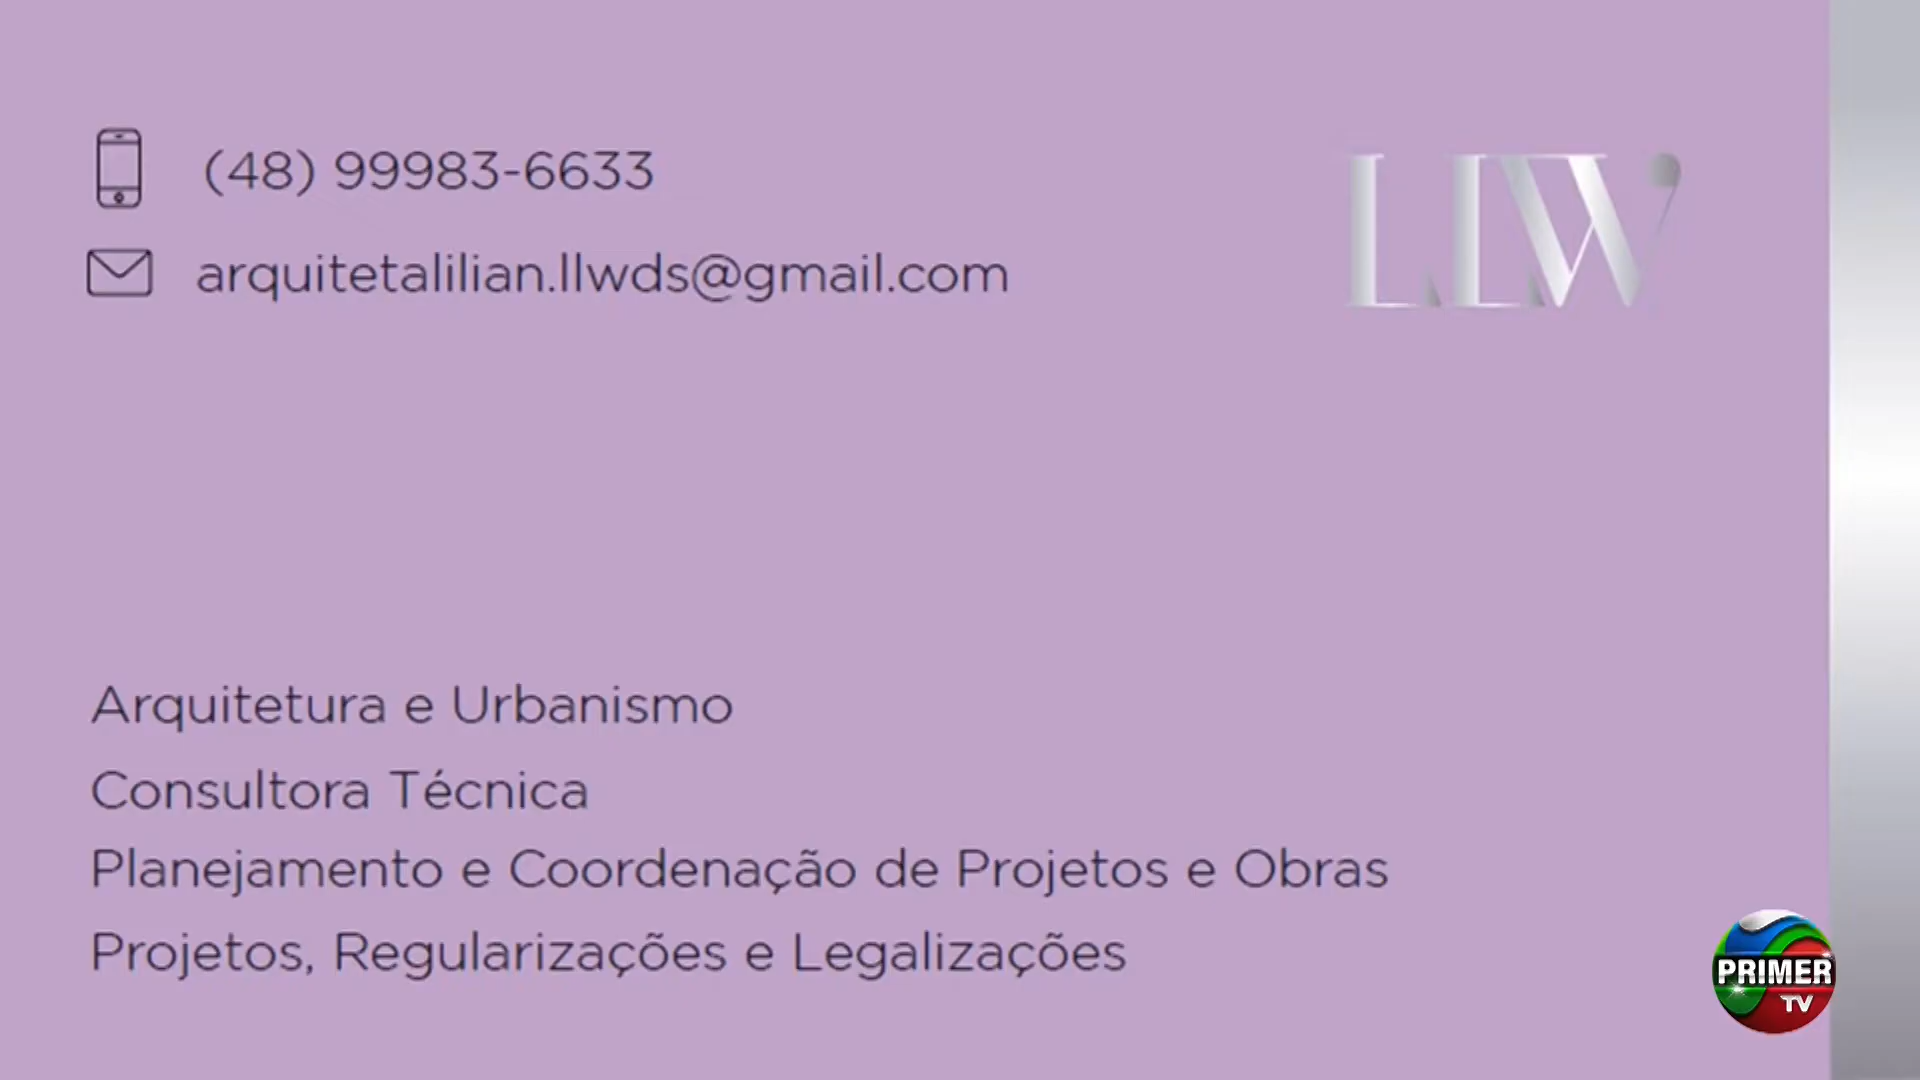 (48) 99983-6633
LLW
arquitetalilian.llwds@gmail.com
Arquitetura e Urbanismo
Consultora Técnica
Planejamento e Coordenação de Projetos e Obras
Projetos, Regularizações e Legalizações
PRIMER
TV